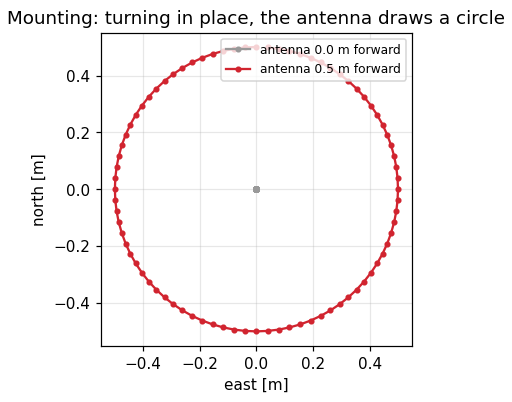 Mounting: turning in place, the antenna draws a circle
antenna 0.0 m forward
antenna 0.5 m forward
north [m]
0.4
0.2
0.0
−0.2
−0.4
−0.4
−0.2
0.0
0.2
0.4
east [m]